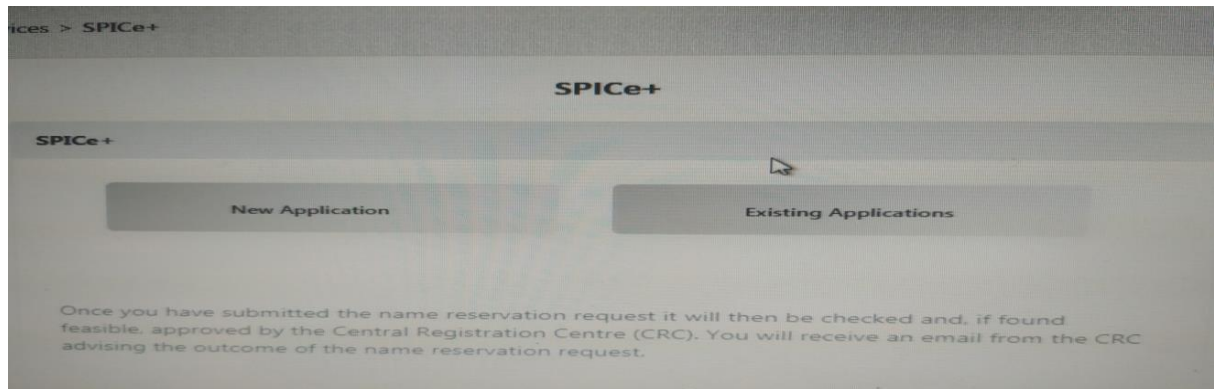 ices > SPICe+
SPICe+
SPICe+
New Application
Existing Applications
Once you have submitted the name reservation request it will then be checked and, if found
feasible, approved by the Central Registration Centre (CRC). You will receive an email from the CRC
advising the outcome of the name reservation request.